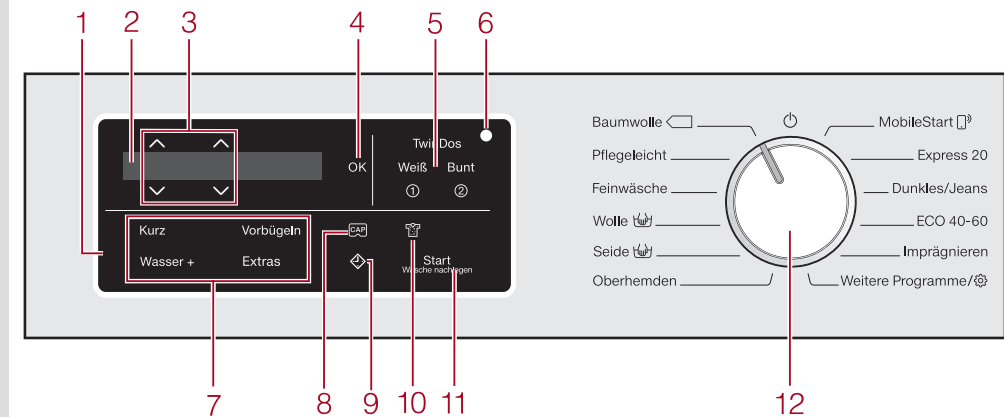 1 2 3 4 5 6
TwinDos
OK
Weiß Bunt
① ②
Kurz Vorbügeln CAP
Wasser + Extras
Start
Wäsche nachlegen
Baumwolle
Pflegeleicht
Feinwäsche
Wolle
Seide
Oberhemden
MobileStart
Express 20
Dunkles/Jeans
ECO 40-60
Imprägnieren
Weitere Programme/
7 8 9 10 11 12